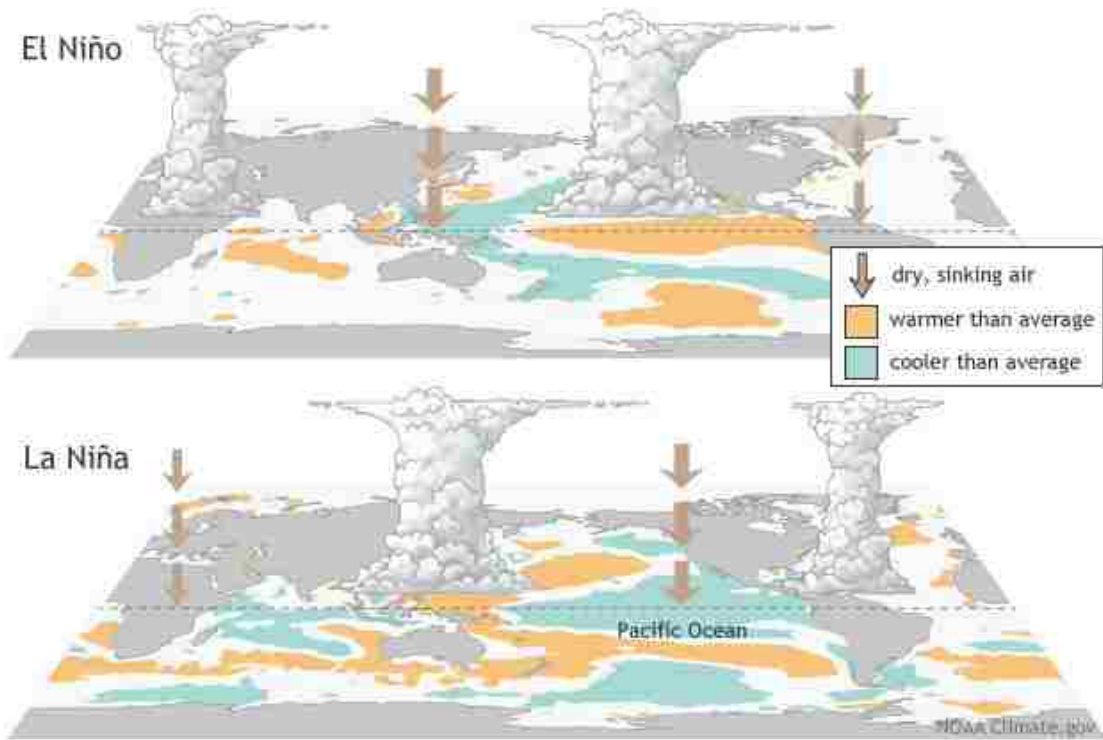 El Niño
dry, sinking air
warmer than average
cooler than average
La Niña
Pacific Ocean
NOAA Climate.gov